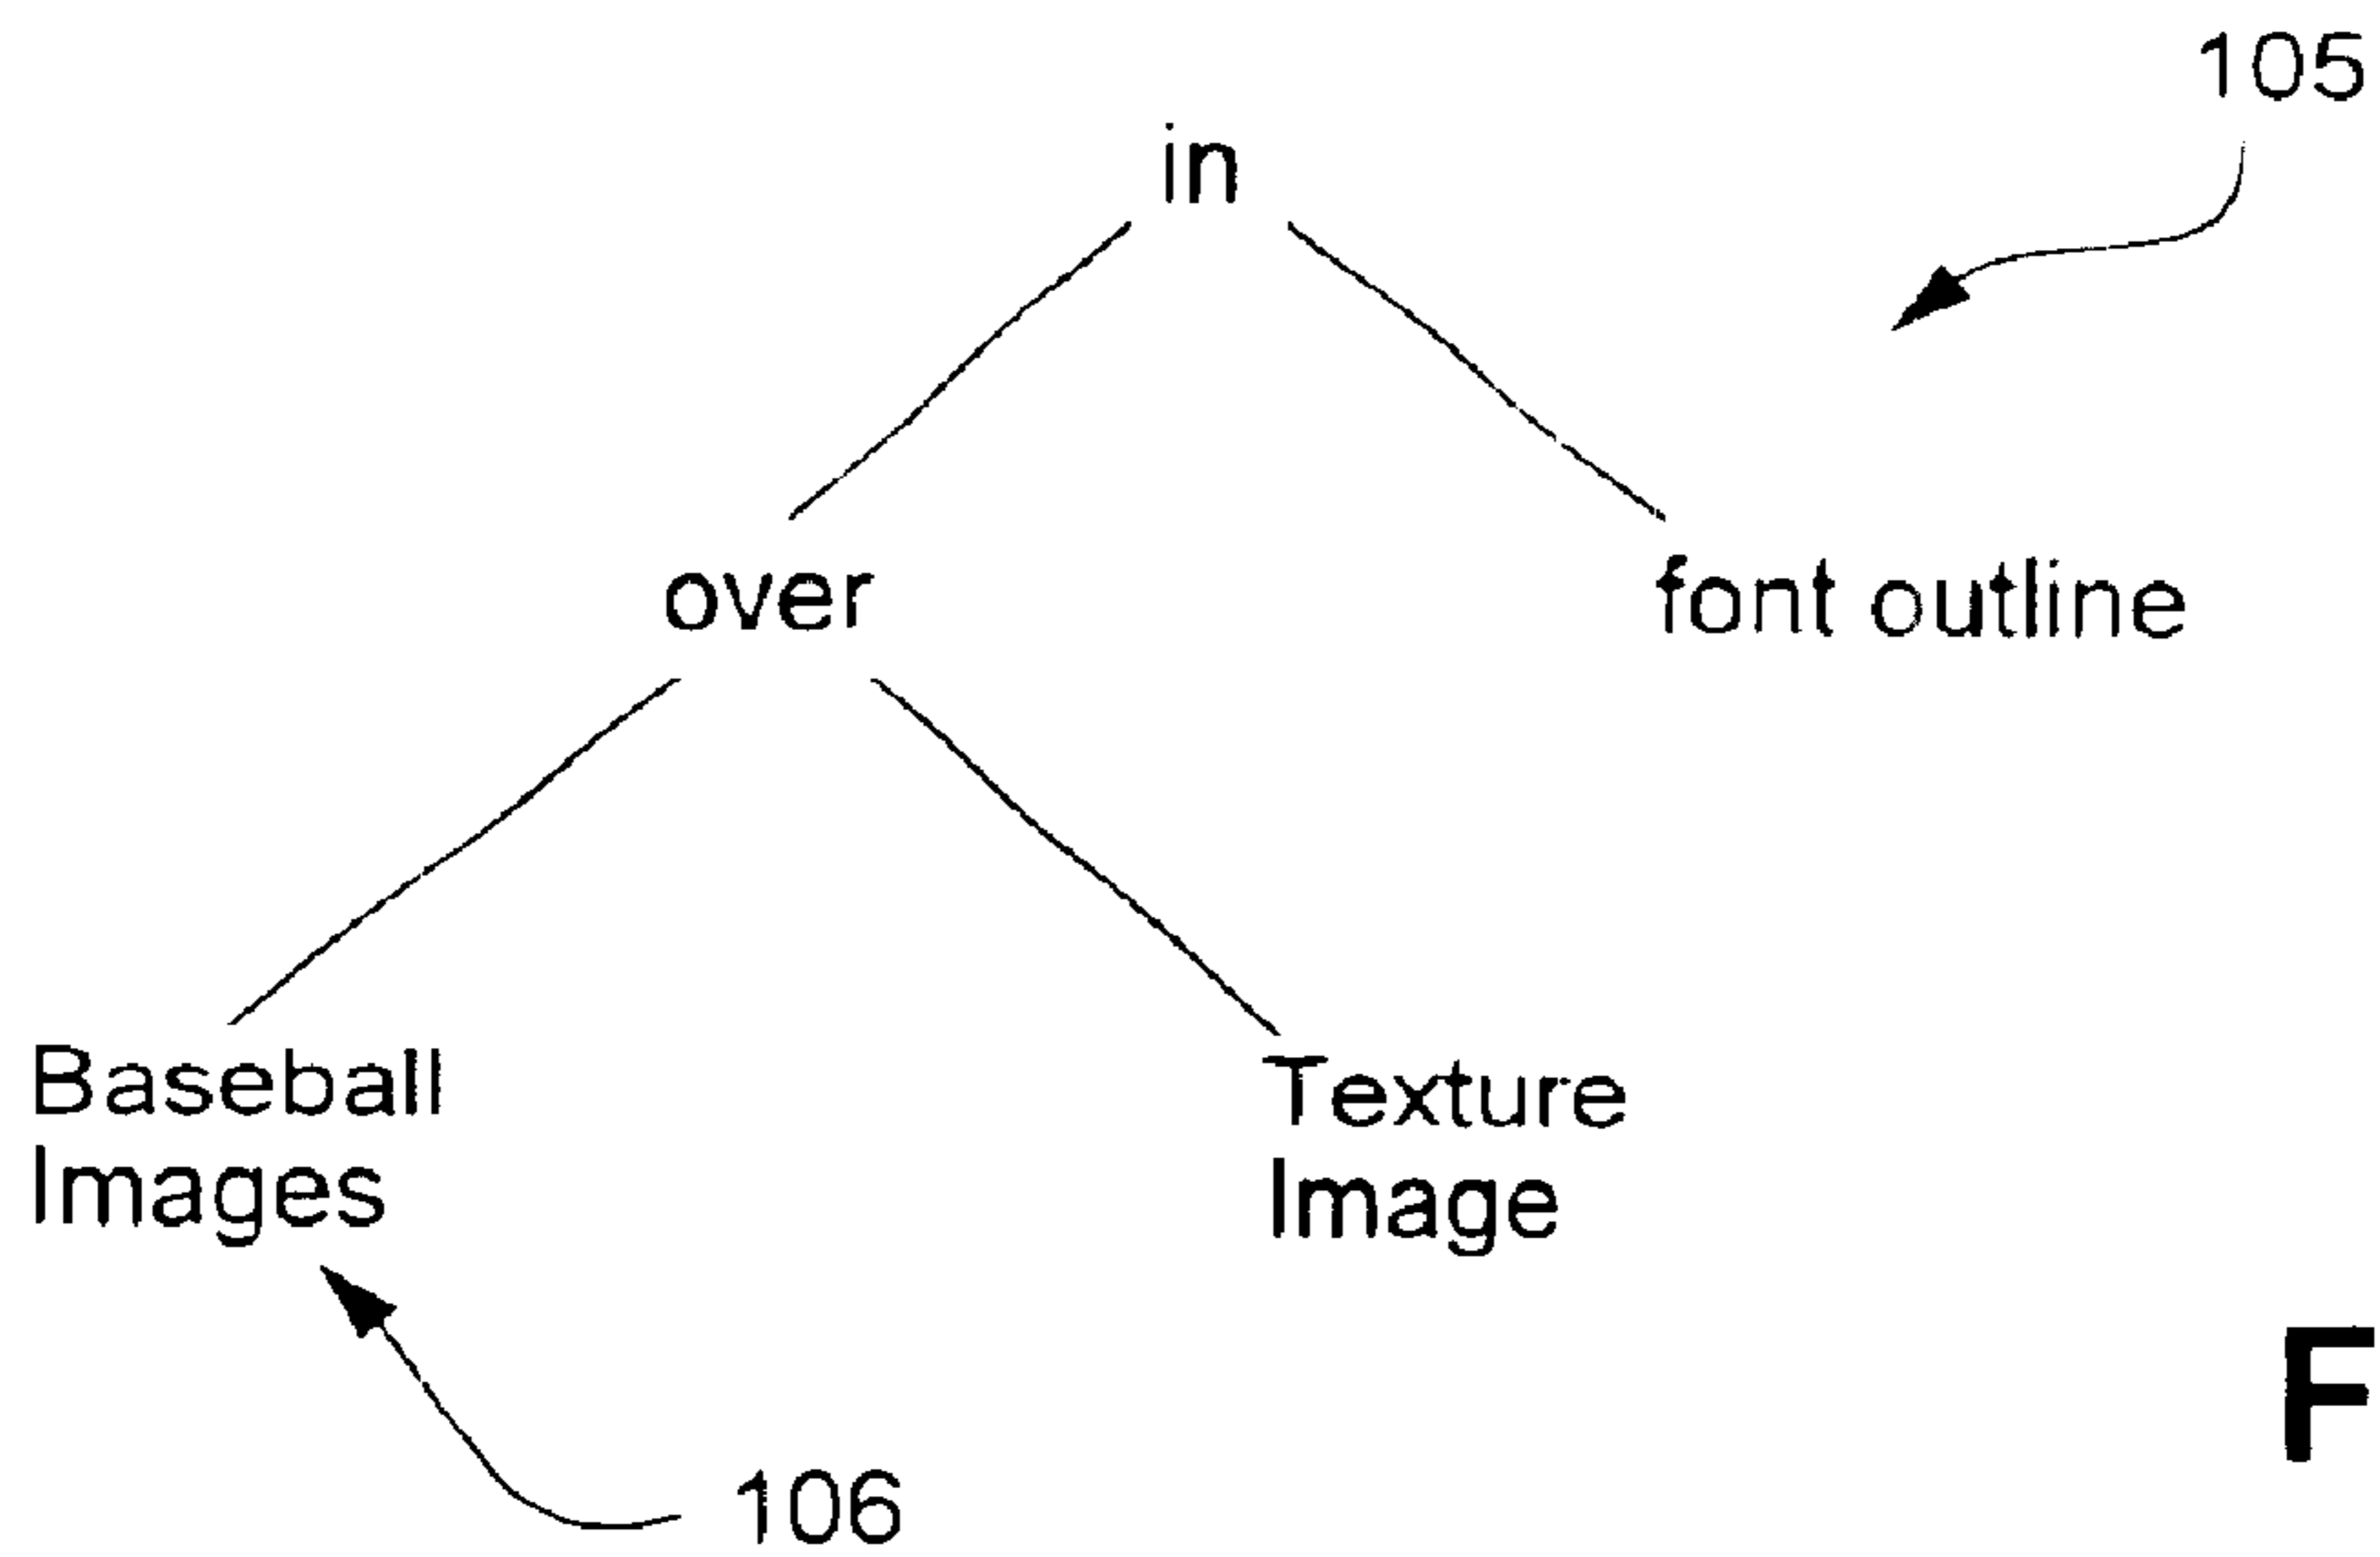 105
in
over
font outline
Baseball
Images
Texture
Image
F
106